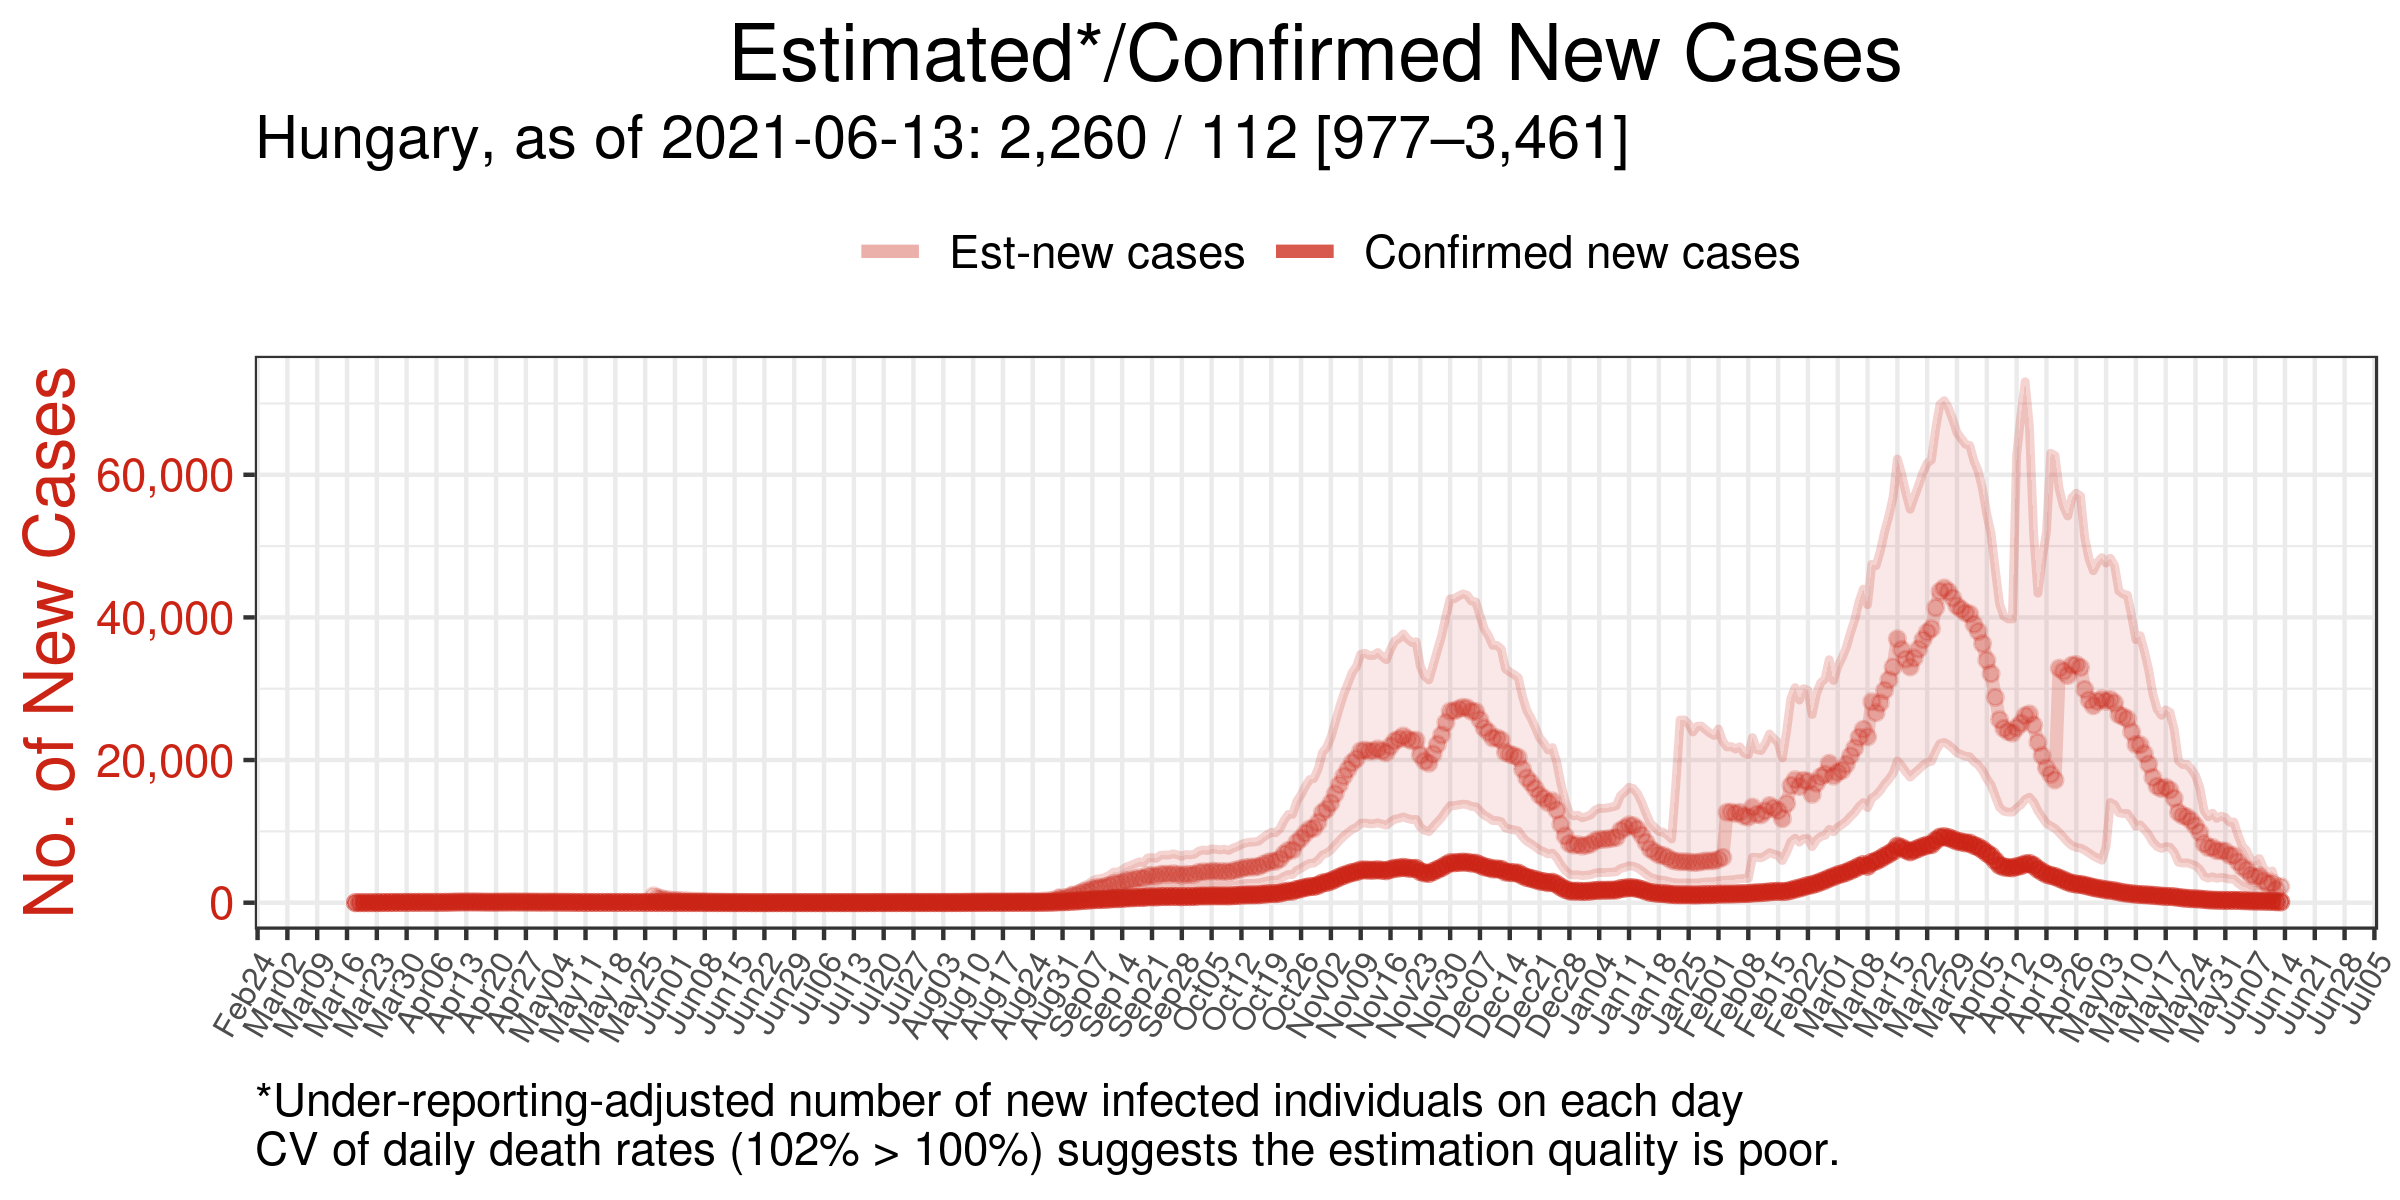 Estimated*/Confirmed New Cases
Hungary, as of 2021-06-13: 2,260 / 112 [977–3,461]
Est-new cases
Confirmed new cases
No. of New Cases
60,000
40,000
20,000
0
Feb24
Mar02
Mar09
Mar16
Mar23
Mar30
Apr06
Apr13
Apr20
Apr27
May04
May11
May18
May25
Jun01
Jun08
Jun15
Jun22
Jun29
Jul06
Jul13
Jul20
Jul27
Aug03
Aug10
Aug17
Aug24
Aug31
Sep07
Sep14
Sep21
Sep28
Oct05
Oct12
Oct19
Oct26
Nov02
Nov09
Nov16
Nov23
Nov30
Dec07
Dec14
Dec21
Dec28
Jan04
Jan11
Jan18
Jan25
Feb01
Feb08
Feb15
Feb22
Mar01
Mar08
Mar15
Mar22
Mar29
Apr05
Apr12
Apr19
Apr26
May03
May10
May17
May24
May31
Jun07
Jun14
Jun21
Jun28
Jul05
*Under-reporting-adjusted number of new infected individuals on each day
CV of daily death rates (102% > 100%) suggests the estimation quality is poor.